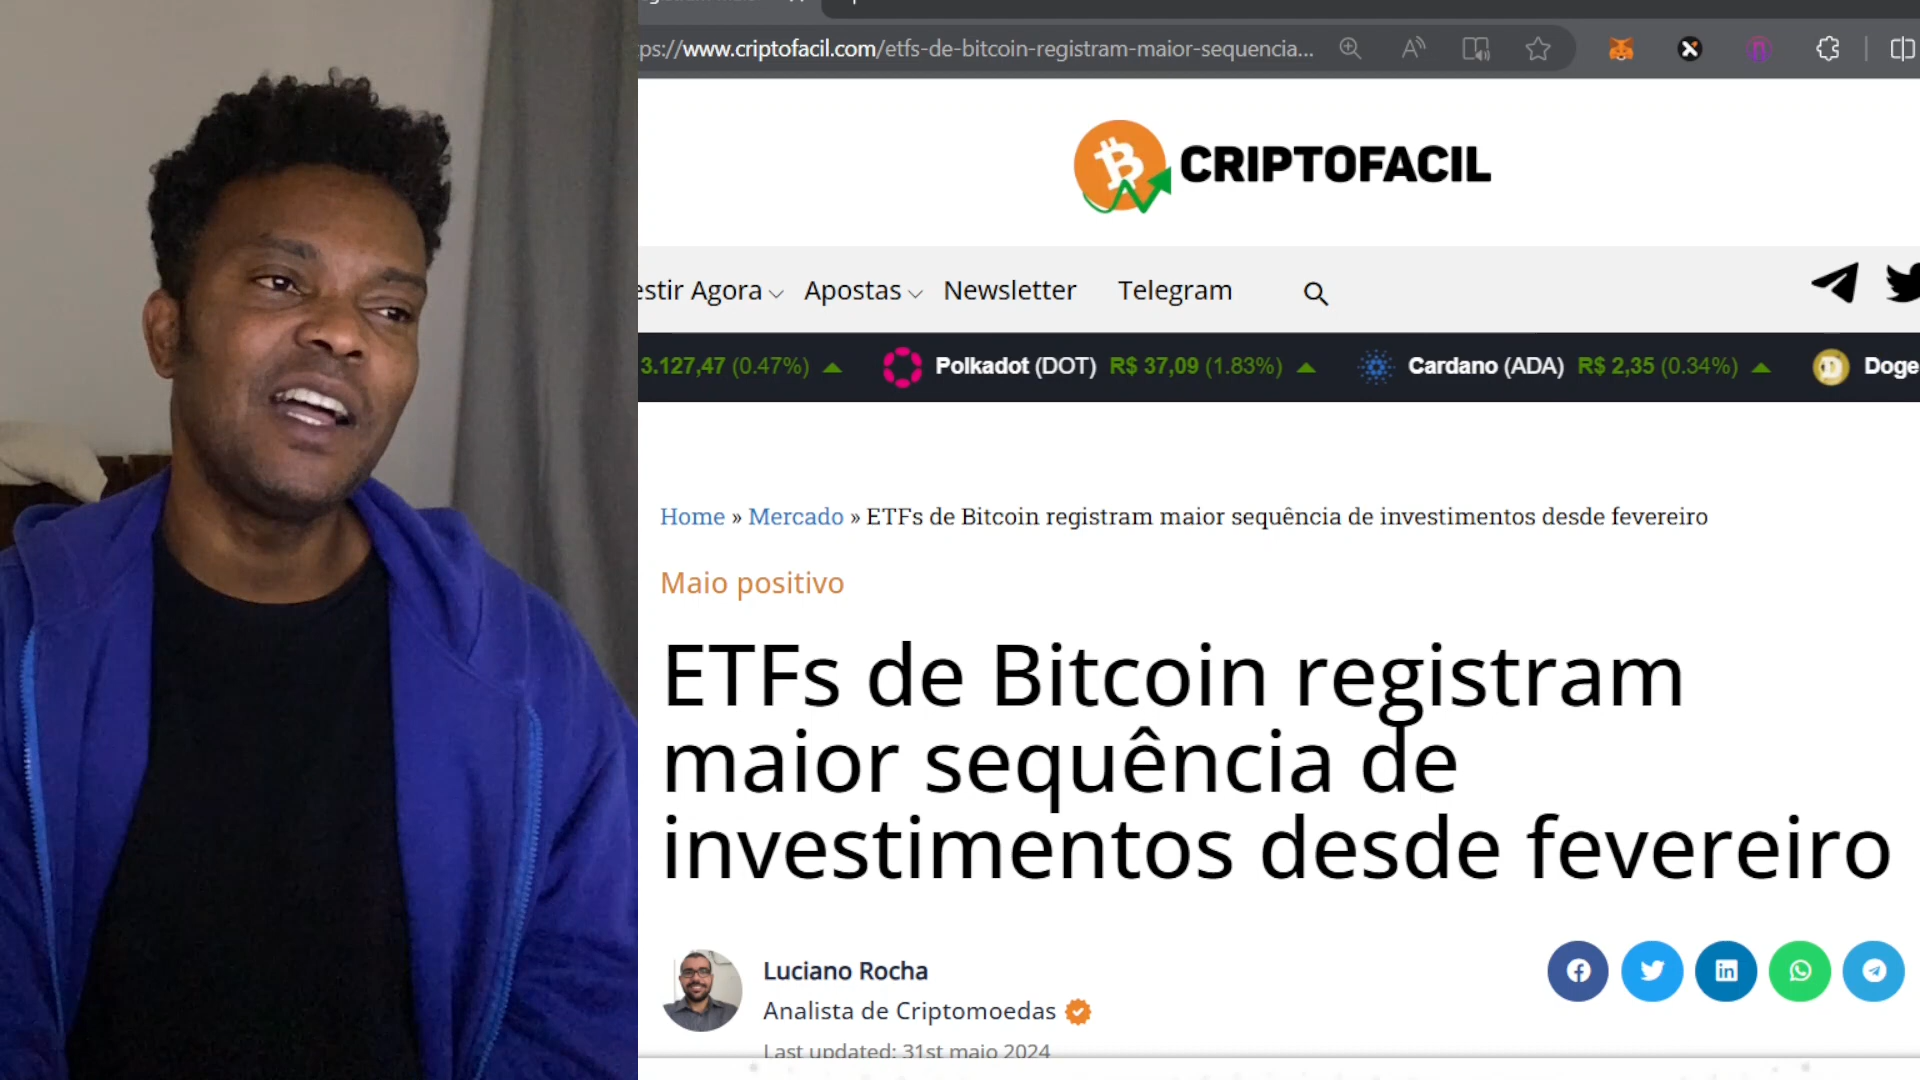 ps://www.criptofacil.com/etfs-de-bitcoin-registram-maior-sequencia...
CRIPTOFACIL
estir Agora Apostas Newsletter Telegram
3.127,47 (0.47%) Polkadot (DOT) R$ 37,09 (1.83%) Cardano (ADA) R$ 2,35 (0.34%) Doge
Home » Mercado » ETFs de Bitcoin registram maior sequência de investimentos desde fevereiro
Maio positivo
ETFs de Bitcoin registram
maior sequência de
investimentos desde fevereiro
Luciano Rocha
Analista de Criptomoedas
Last updated: 31st maio 2024